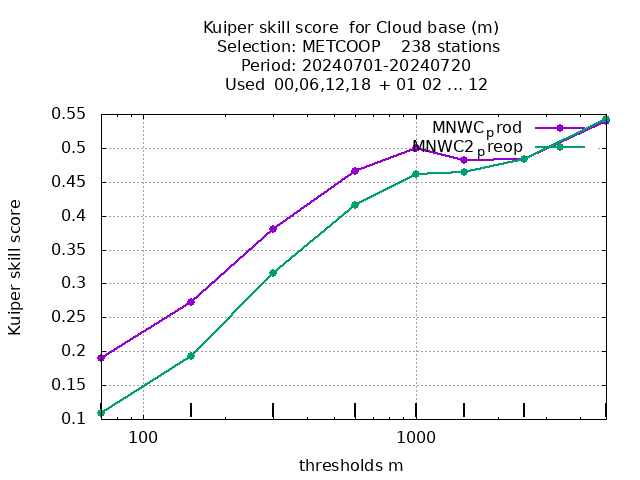 Kuiper skill score  for Cloud base (m)
Selection: METCOOP    238 stations
Period: 20240701-20240720
Used  00,06,12,18  + 01 02 ... 12
MNWCprod
MNWC2preop
0.55
0.5
0.45
0.4
0.35
0.3
0.25
0.2
0.15
0.1
Kuiper skill score
100
1000
thresholds m